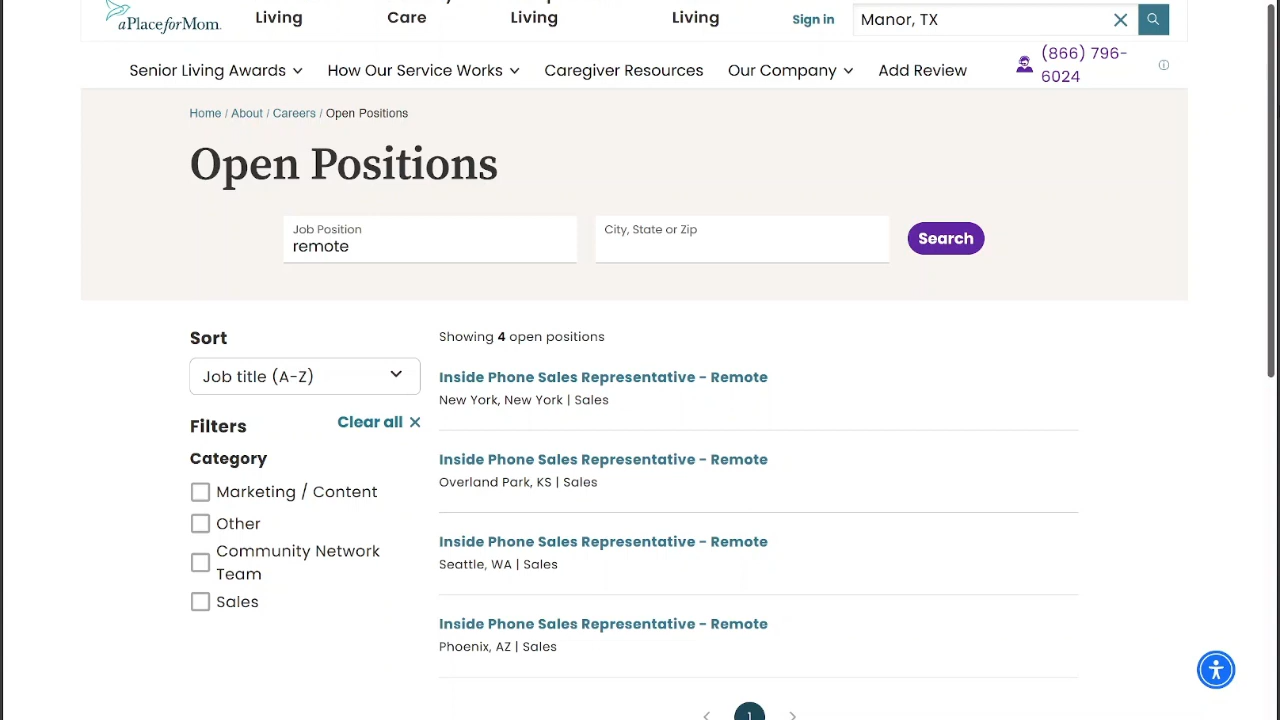 aPlaceforMom.
Living
Care
Living
Living
Sign in
Manor, TX
Senior Living Awards
How Our Service Works
Caregiver Resources
Our Company
Add Review
(866) 796-
6024
Home / About / Careers / Open Positions
Open Positions
Job Position
remote
City, State or Zip
Search
Sort
Job title (A-Z)
Filters
Clear all
Category
Marketing / Content
Other
Community Network
Team
Sales
Showing 4 open positions
Inside Phone Sales Representative - Remote
New York, New York | Sales
Inside Phone Sales Representative - Remote
Overland Park, KS | Sales
Inside Phone Sales Representative - Remote
Seattle, WA | Sales
Inside Phone Sales Representative - Remote
Phoenix, AZ | Sales
1